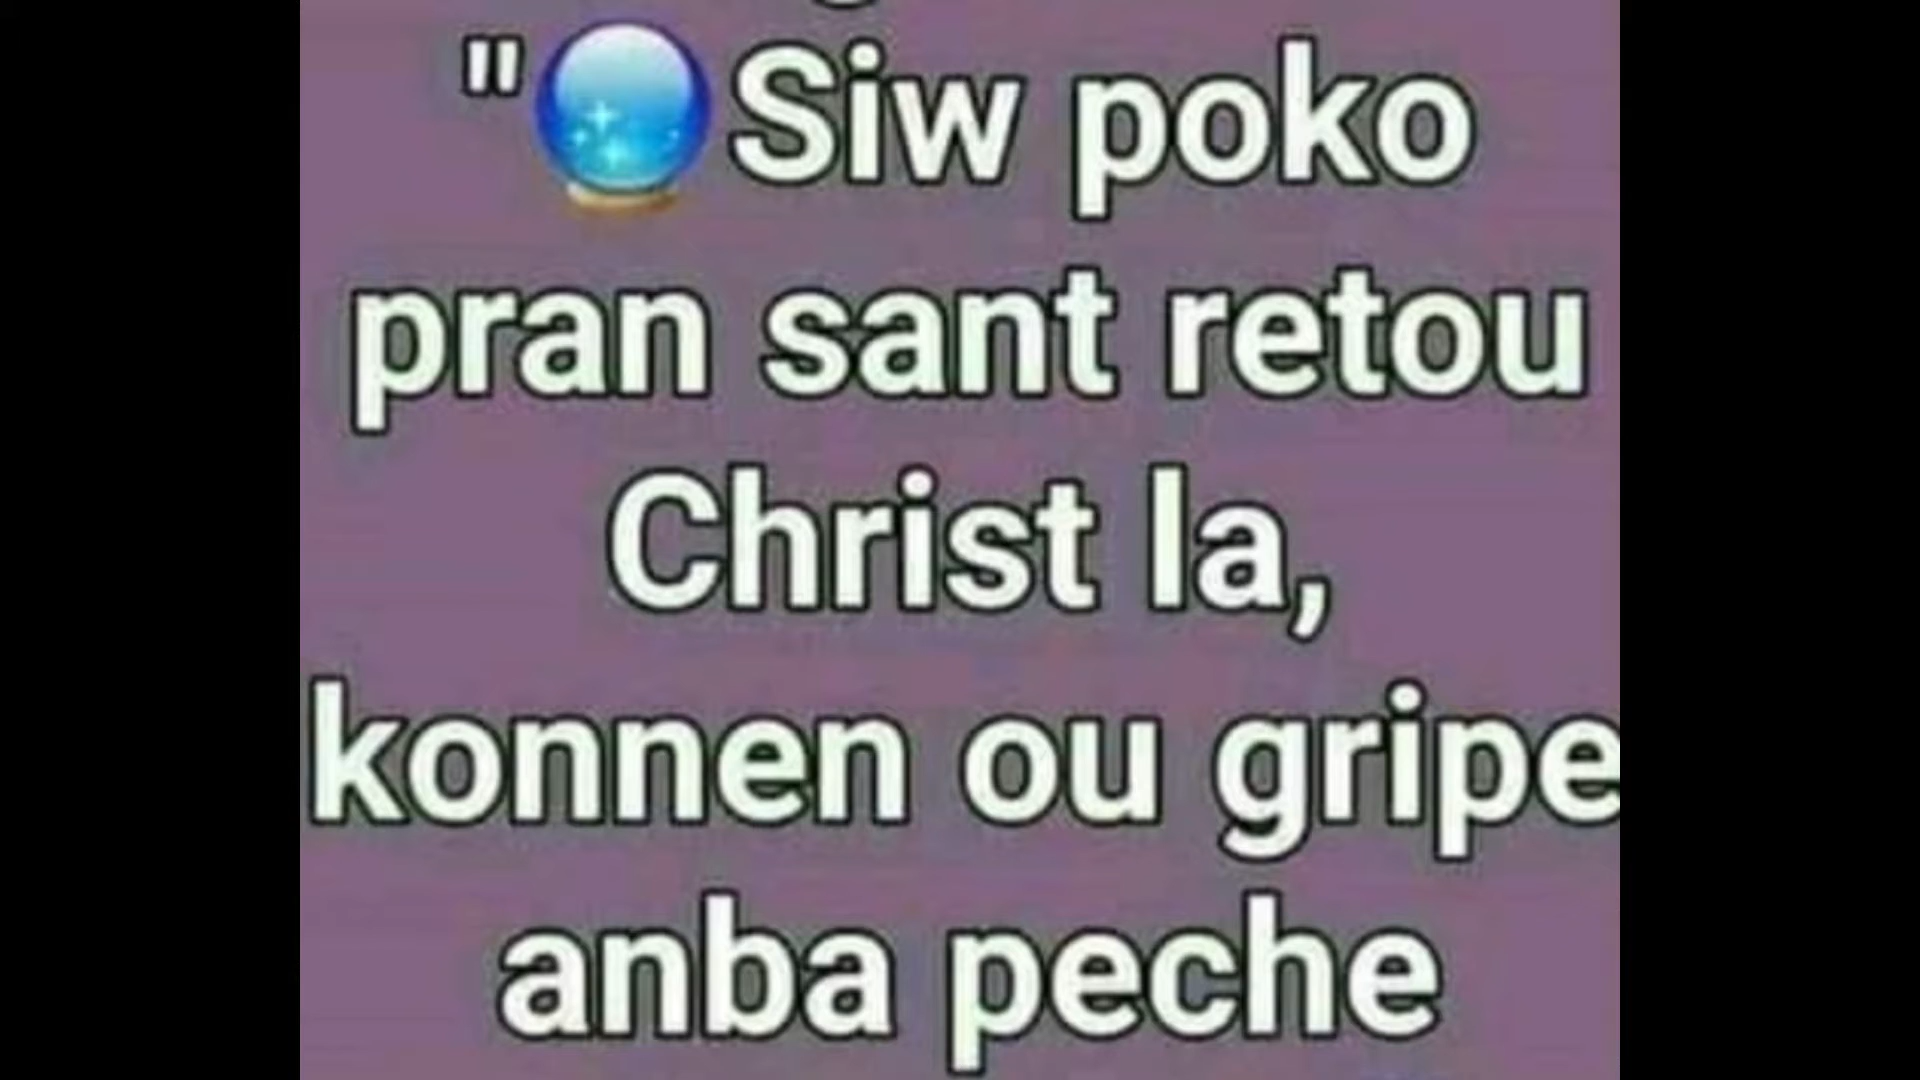 "🔮Siw poko
pran sant retou
Christ la,
konnen ou gripe
anba peche